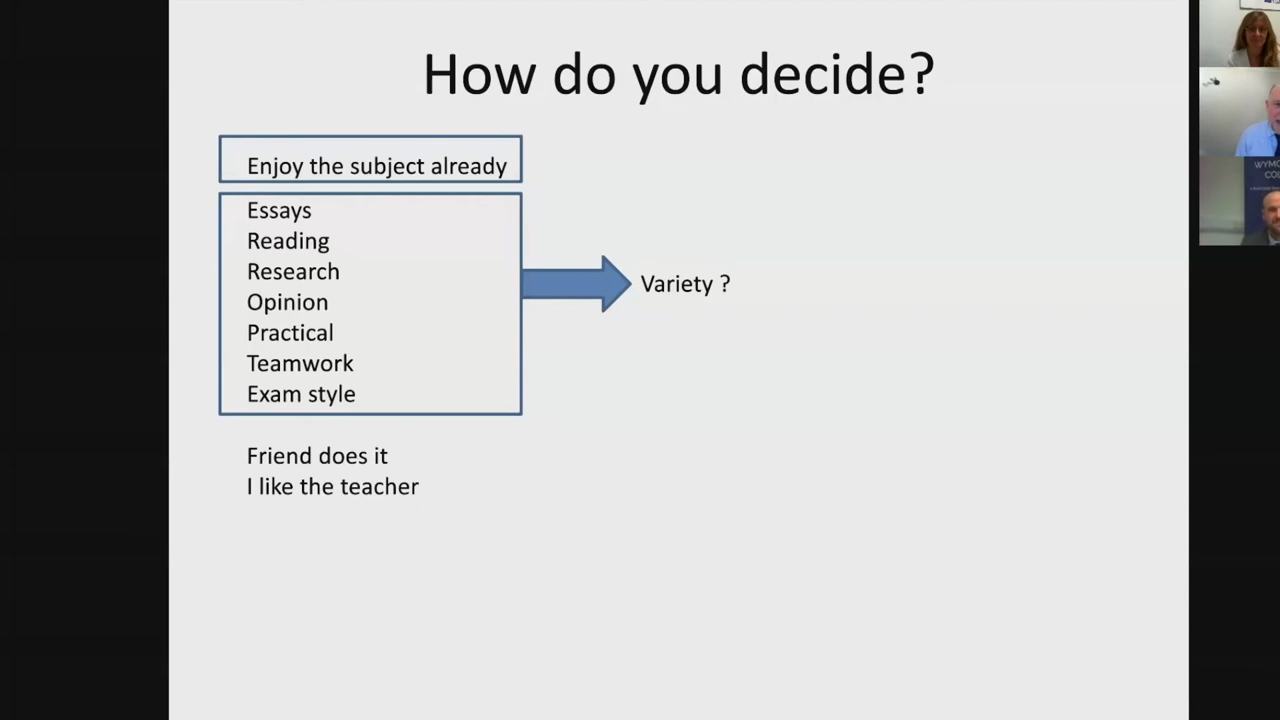 How do you decide?
Enjoy the subject already
Essays
Reading
Research
Opinion
Practical
Teamwork
Exam style
Variety ?
Friend does it
I like the teacher